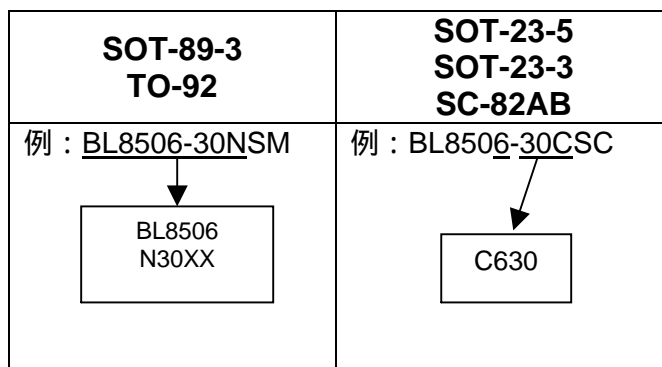 SOT-89-3
TO-92
SOT-23-5
SOT-23-3
SC-82AB
例：BL8506-30NSM
BL8506
N30XX
例：BL8506-30CSC
C630